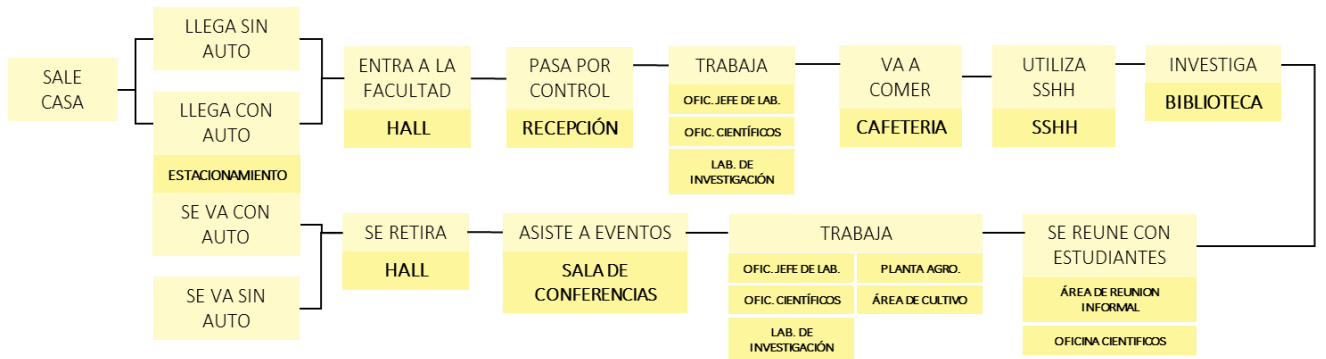 SALE
CASA
LLEGA SIN
AUTO
LLEGA CON
AUTO
ESTACIONAMIENTO
ENTRA A LA
FACULTAD
HALL
PASA POR
CONTROL
RECEPCIÓN
TRABAJA
OFIC. JEFE DE LAB.
OFIC. CIENTÍFICOS
LAB. DE
INVESTIGACIÓN
VA A
COMER
CAFETERIA
UTILIZA
SSHH
SSHH
INVESTIGA
BIBLIOTECA
SE REUNE CON
ESTUDIANTES
ÁREA DE REUNION
INFORMAL
OFICINA CIENTIFICOS
TRABAJA
OFIC. JEFE DE LAB.
PLANTA AGRO.
OFIC. CIENTÍFICOS
ÁREA DE CULTIVO
LAB. DE
INVESTIGACIÓN
ASISTE A EVENTOS
SALA DE
CONFERENCIAS
SE RETIRA
HALL
SE VA CON
AUTO
SE VA SIN
AUTO